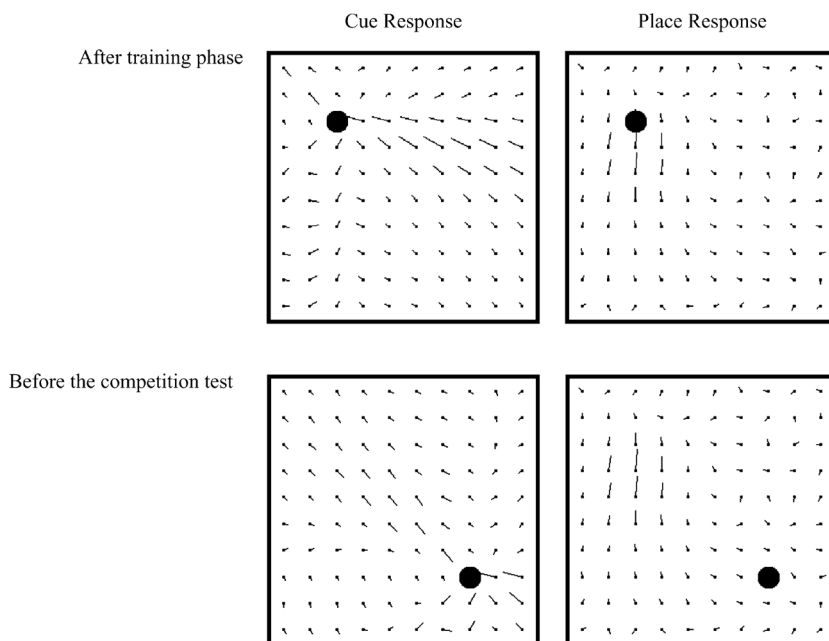 Cue Response
Place Response
After training phase
Before the competition test